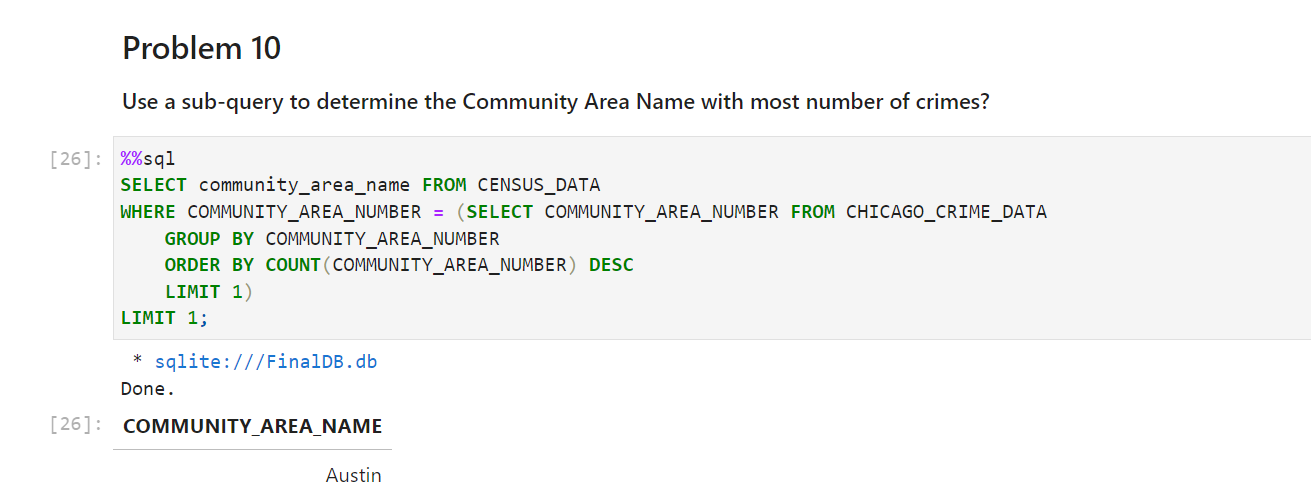 Problem 10
Use a sub-query to determine the Community Area Name with most number of crimes?
[26]: %%sql
SELECT community_area_name FROM CENSUS_DATA
WHERE COMMUNITY_AREA_NUMBER = (SELECT COMMUNITY_AREA_NUMBER FROM CHICAGO_CRIME_DATA
    GROUP BY COMMUNITY_AREA_NUMBER
    ORDER BY COUNT(COMMUNITY_AREA_NUMBER) DESC
    LIMIT 1)
LIMIT 1;
* sqlite:///FinalDB.db
Done.
[26]: COMMUNITY_AREA_NAME
Austin